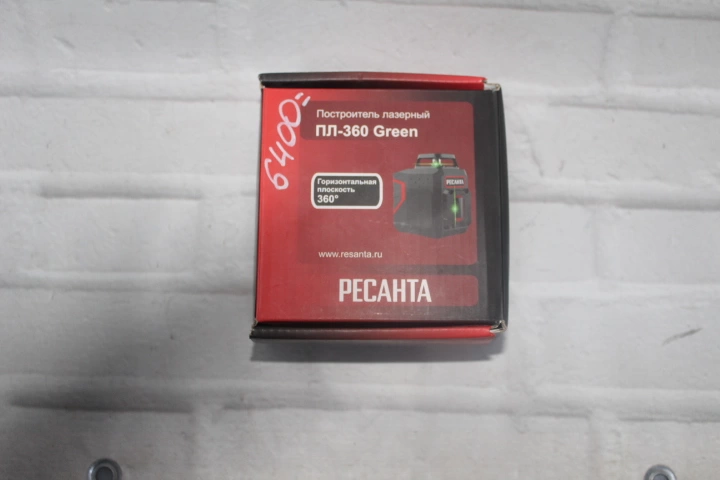 6400=
Построитель лазерный
ПЛ-360 Green
Горизонтальная
плоскость
360°
РЕСАНТА
www.resanta.ru
РЕСАНТА